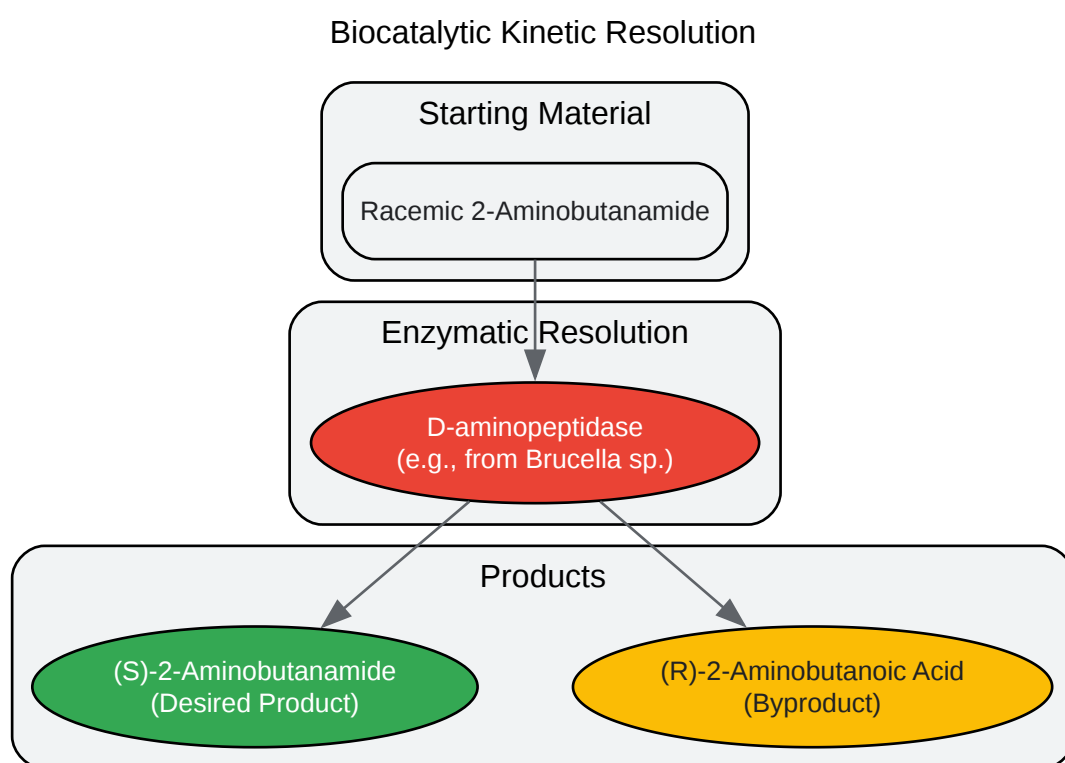 Biocatalytic Kinetic Resolution
Starting Material
Racemic 2-Aminobutanamide
Enzymatic Resolution
D-aminopeptidase
(e.g., from Brucella sp.)
Products
(S)-2-Aminobutanamide
(Desired Product)
(R)-2-Aminobutanoic Acid
(Byproduct)